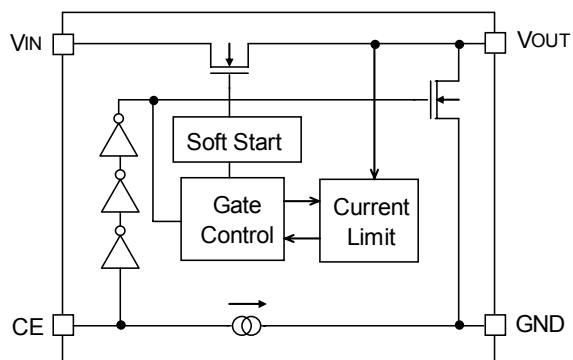 VIN
VOUT
Soft Start
Gate
Control
Current
Limit
CE
GND